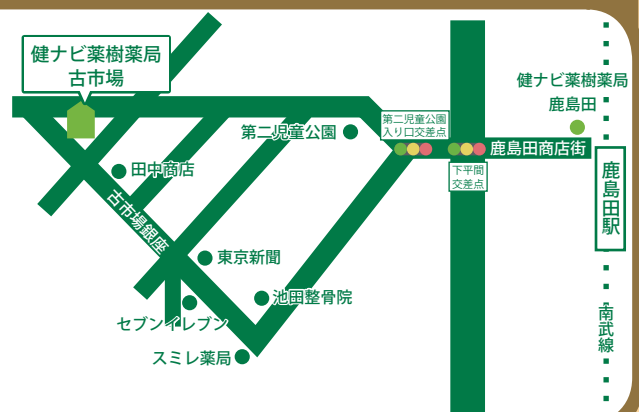 健ナビ薬樹薬局
古市場
健ナビ薬樹薬局
鹿島田
第二児童公園
第二児童公園
入り口交差点
鹿島田商店街
田中商店
下平間
交差点
鹿島田駅
古市場銀座
東京新聞
池田整骨院
南武線
セブンイレブン
スミレ薬局